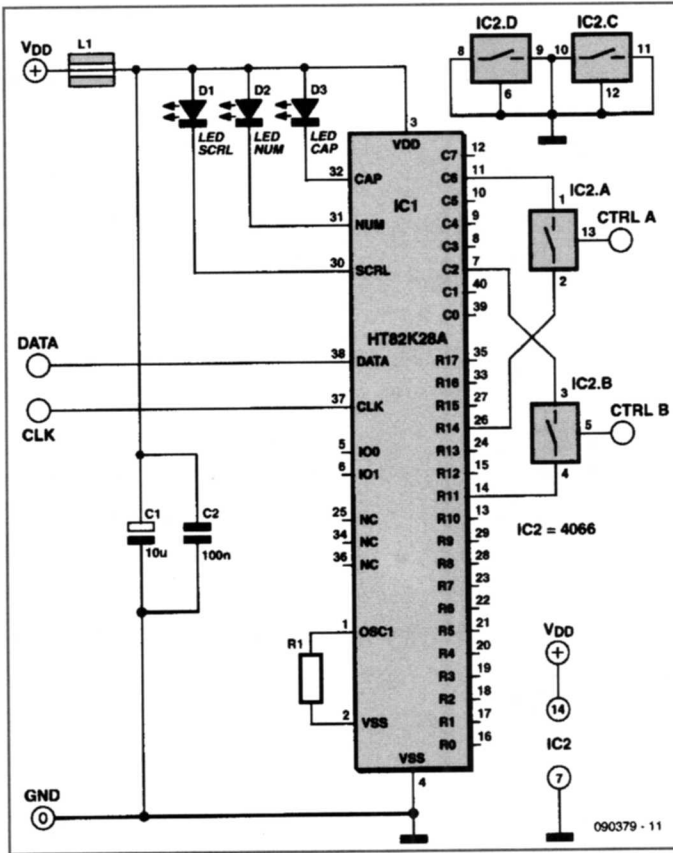 VDD
+
L1
D1
LED
SCRL
D2
LED
NUM
D3
LED
CAP
IC2.D
8
9
6
IC2.C
10
11
12
3
VDD
IC1
HT82K28A
32 CAP
31 NUM
30 SCRL
DATA
38 DATA
37 CLK
CLK
5 IO0
6 IO1
25 NC
34 NC
36 NC
1 OSC1
R1
2 VSS
VSS
4
C7 12
C6 11
C5 10
C4 9
C3 8
C2 7
C1 40
C0 39
R17 35
R16 33
R15 27
R14 26
R13 24
R12 15
R11 14
R10 13
R9 29
R8 28
R7 23
R6 22
R5 21
R4 20
R3 19
R2 18
R1 17
R0 16
IC2.A
1
13
CTRL A
2
IC2.B
3
5
CTRL B
4
IC2 = 4066
C1
10u
C2
100n
VDD
+
14
IC2
7
GND
0
090379 - 11